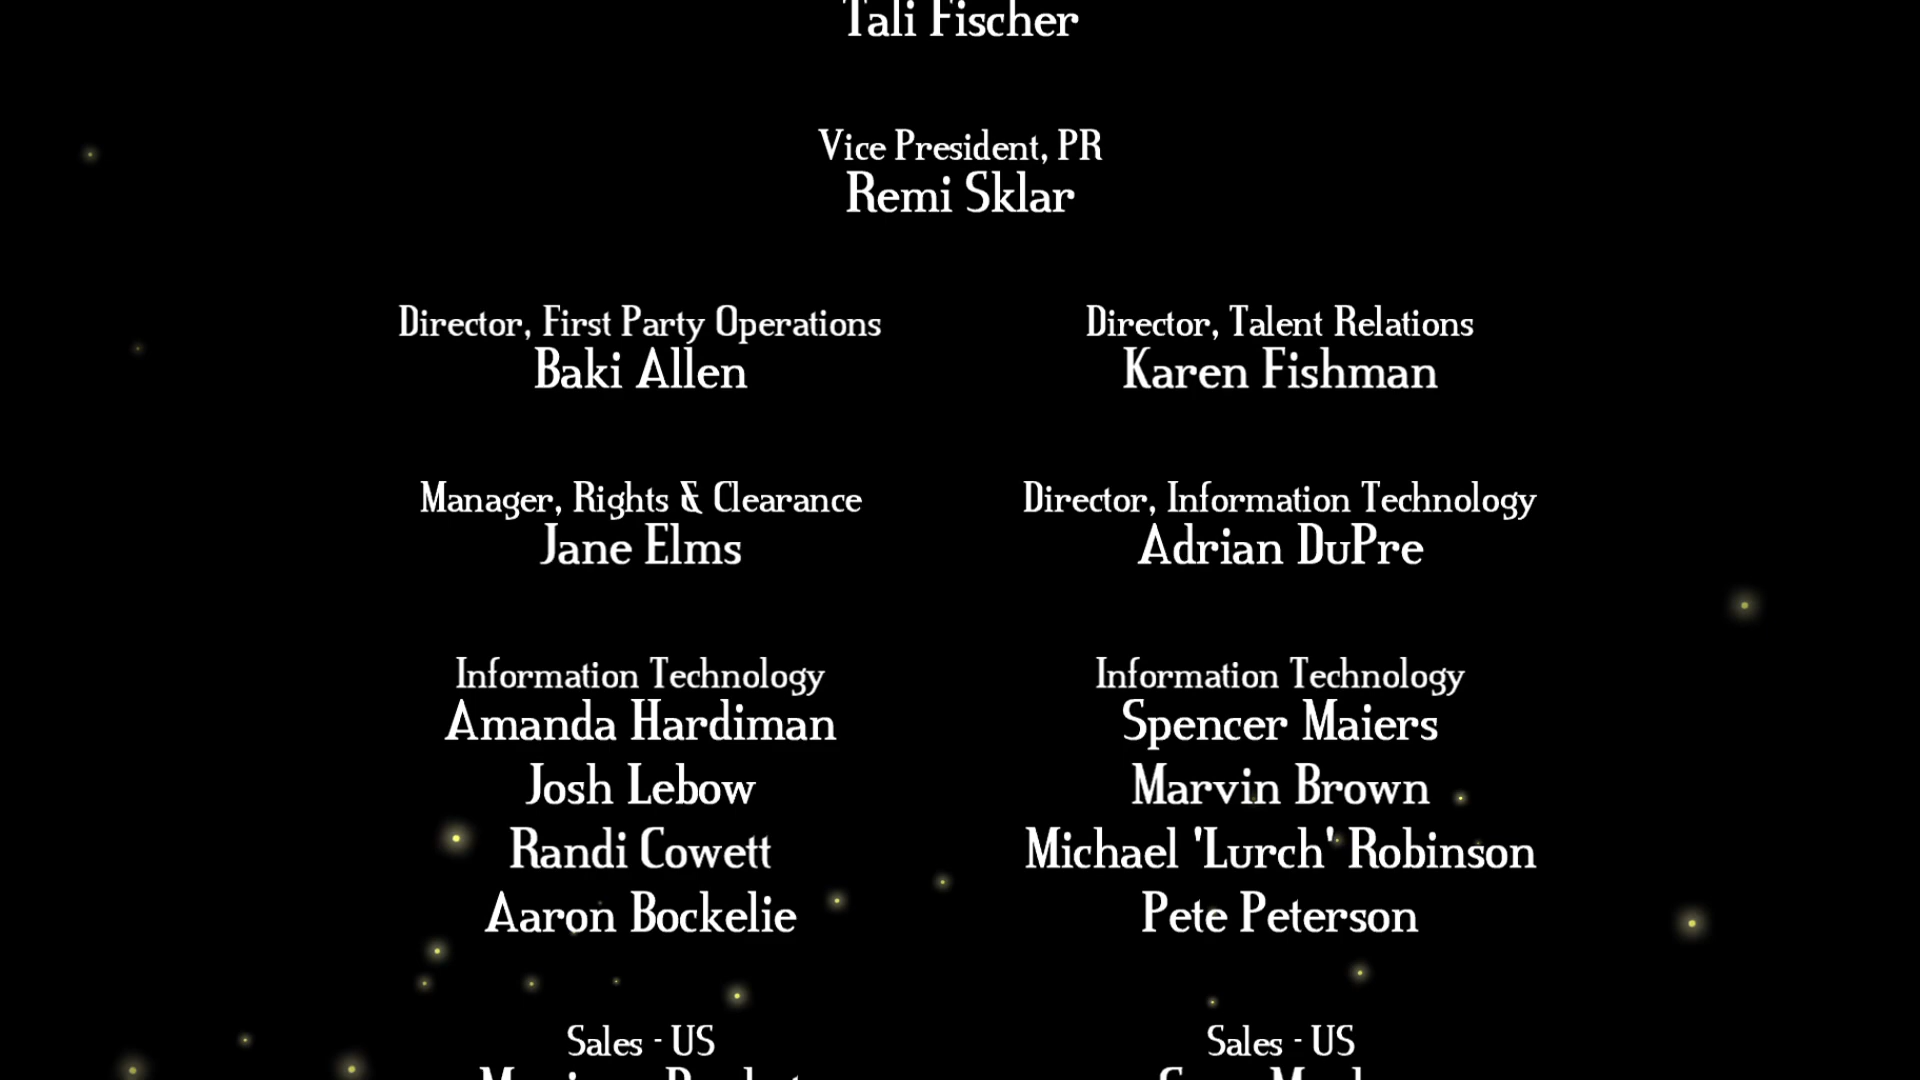 Tali Fischer
Vice President, PR
Remi Sklar
Director, First Party Operations
Baki Allen
Director, Talent Relations
Karen Fishman
Manager, Rights & Clearance
Jane Elms
Director, Information Technology
Adrian DuPre
Information Technology
Amanda Hardiman
Josh Lebow
Randi Cowett
Aaron Bockelie
Information Technology
Spencer Maiers
Marvin Brown
Michael 'Lurch' Robinson
Pete Peterson
Sales - US
Sales - US